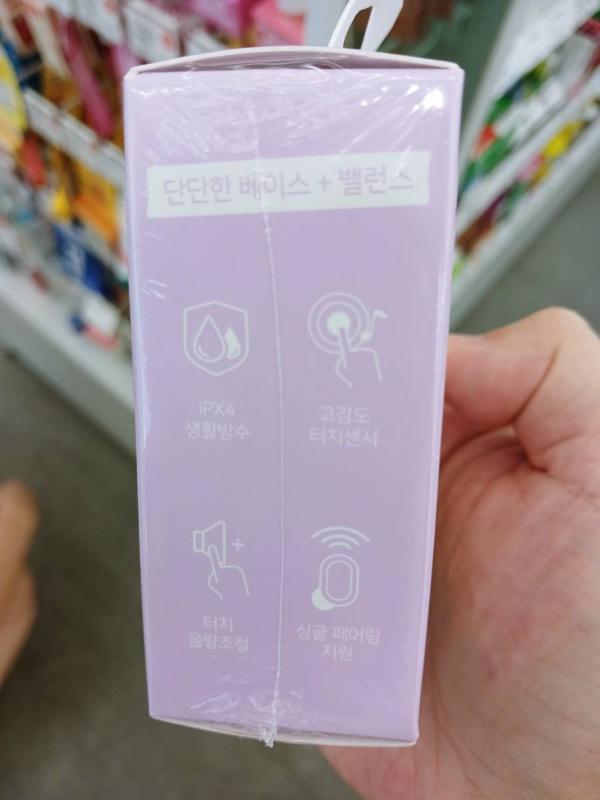 단단한 베이스 + 밸런스
IPX4
생활방수
고감도
터치센서
터치
음량조절
싱글 페어링
지원